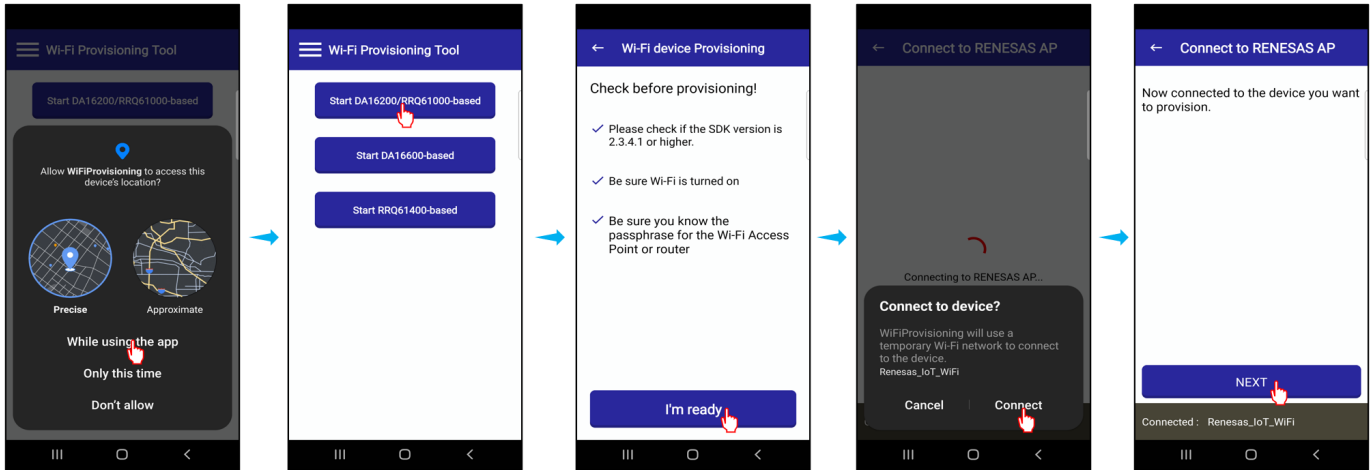 Wi-Fi Provisioning Tool
Start DA16200/RRQ61000-based
Allow WiFiProvisioning to access this
device's location?
Precise
Approximate
While using the app
Only this time
Don't allow
Wi-Fi Provisioning Tool
Start DA16200/RRQ61000-based
Start DA16600-based
Start RRQ61400-based
Wi-Fi device Provisioning
Check before provisioning!
Please check if the SDK version is
2.3.4.1 or higher.
Be sure Wi-Fi is turned on
Be sure you know the
passphrase for the Wi-Fi Access
Point or router
I'm ready
Connect to RENESAS AP
Connecting to RENESAS AP...
Connect to device?
WiFiProvisioning will use a
temporary Wi-Fi network to connect
to the device.
Renesas_IoT_WiFi
Cancel
Connect
Connect to RENESAS AP
Now connected to the device you want
to provision.
NEXT
Connected : Renesas_IoT_WiFi